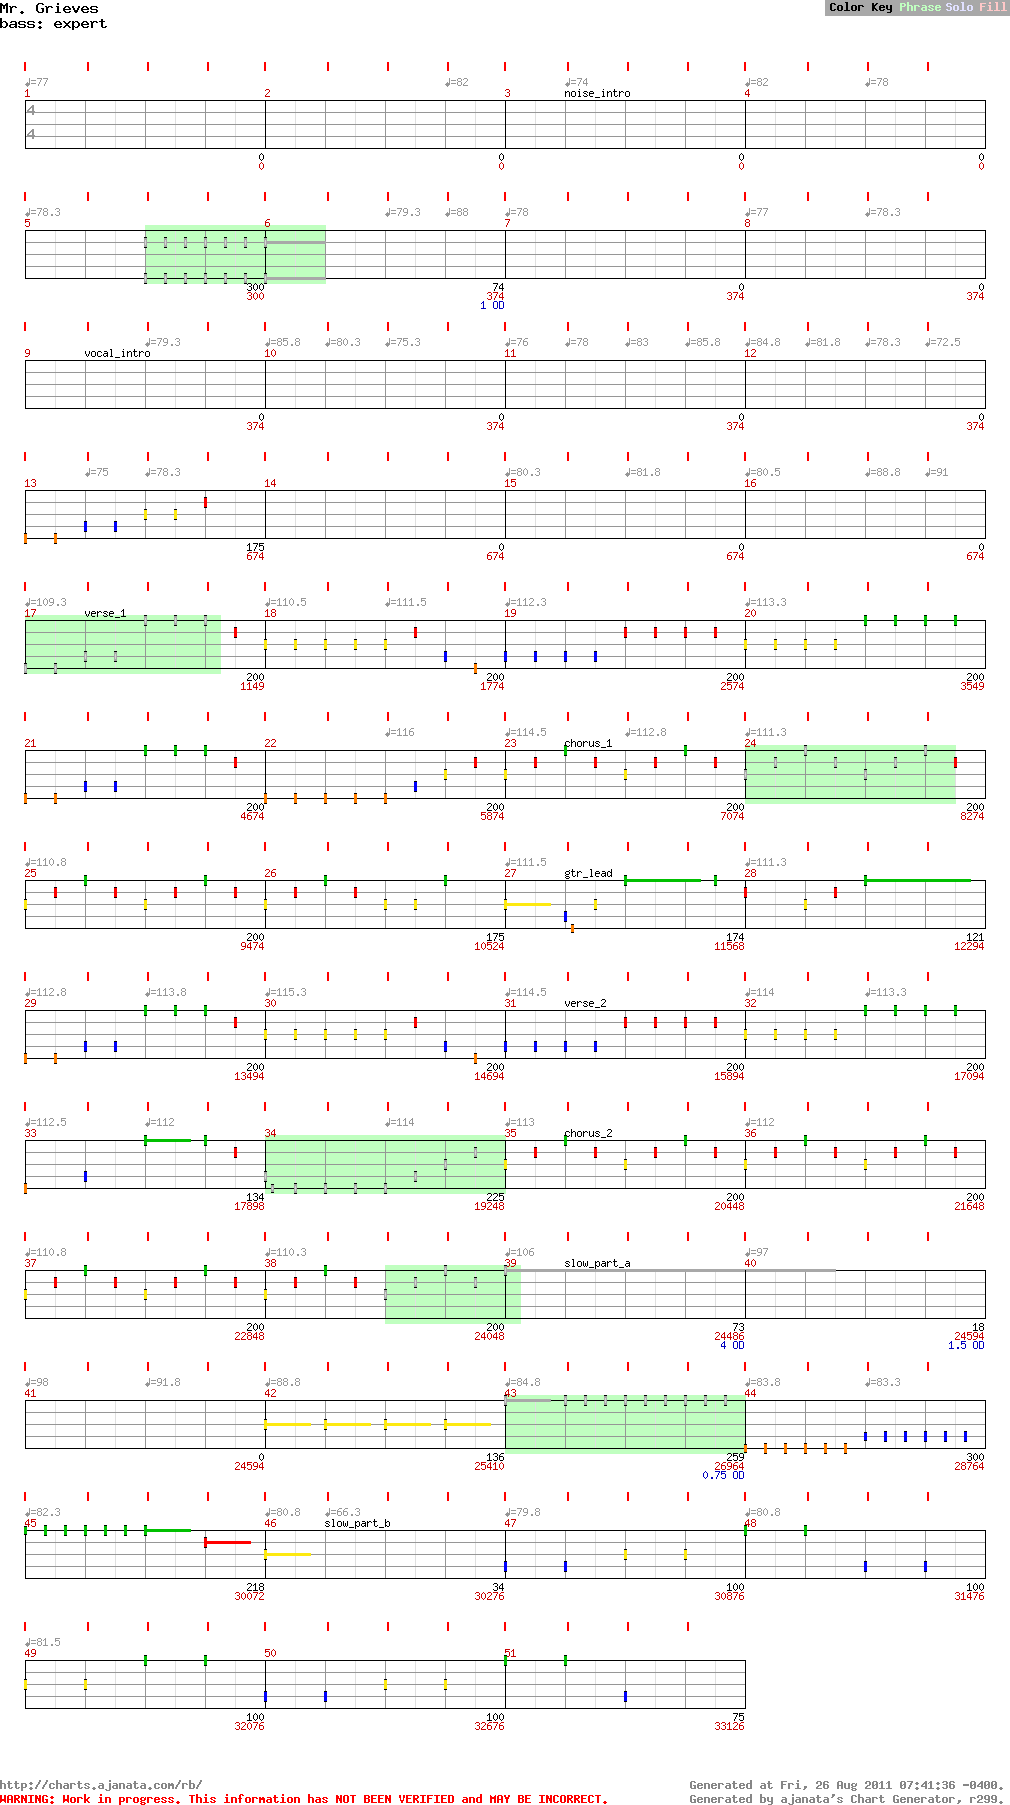 Mr. Grieves
bass: expert
Color Key Phrase Solo Fill
♩=77 ♩=82 ♩=74 ♩=82 ♩=78
1 2 3 noise_intro 4
4
4
0 0 0 0
0 0 0 0
♩=78.3 ♩=79.3 ♩=88 ♩=78 ♩=77 ♩=78.3
5 6 7 8
300 74 0 0
300 374 374 374
1 OD
♩=79.3 ♩=85.8 ♩=80.3 ♩=75.3 ♩=76 ♩=78 ♩=83 ♩=85.8 ♩=84.8 ♩=81.8 ♩=78.3 ♩=72.5
9 vocal_intro 10 11 12
0 0 0 0
374 374 374 374
♩=75 ♩=78.3 ♩=80.3 ♩=81.8 ♩=80.5 ♩=88.8 ♩=91
13 14 15 16
175 0 0 0
674 674 674 674
♩=109.3 ♩=110.5 ♩=111.5 ♩=112.3 ♩=113.3
17 verse_1 18 19 20
200 200 200 200
1149 1774 2574 3549
♩=116 ♩=114.5 ♩=112.8 ♩=111.3
21 22 23 chorus_1 24
200 200 200 200
4674 5874 7074 8274
♩=110.8 ♩=111.5 ♩=111.3
25 26 27 gtr_lead 28
200 175 174 121
9474 10524 11568 12294
♩=112.8 ♩=113.8 ♩=115.3 ♩=114.5 ♩=114 ♩=113.3
29 30 31 verse_2 32
200 200 200 200
13494 14694 15894 17094
♩=112.5 ♩=112 ♩=114 ♩=113 ♩=112
33 34 35 chorus_2 36
134 225 200 200
17898 19248 20448 21648
♩=110.8 ♩=110.3 ♩=106 ♩=97
37 38 39 slow_part_a 40
200 200 73 18
22848 24048 24486 24594
4 OD 1.5 OD
♩=98 ♩=91.8 ♩=88.8 ♩=84.8 ♩=83.8 ♩=83.3
41 42 43 44
0 136 259 300
24594 25410 26964 28764
0.75 OD
♩=82.3 ♩=80.8 ♩=66.3 ♩=79.8 ♩=80.8
45 46 slow_part_b 47 48
218 34 100 100
30072 30276 30876 31476
♩=81.5
49 50 51
100 100 75
32076 32676 33126
http://charts.ajanata.com/rb/
Generated at Fri, 26 Aug 2011 07:41:36 -0400.
WARNING: Work in progress. This information has NOT BEEN VERIFIED and MAY BE INCORRECT.
Generated by ajanata's Chart Generator, r299.